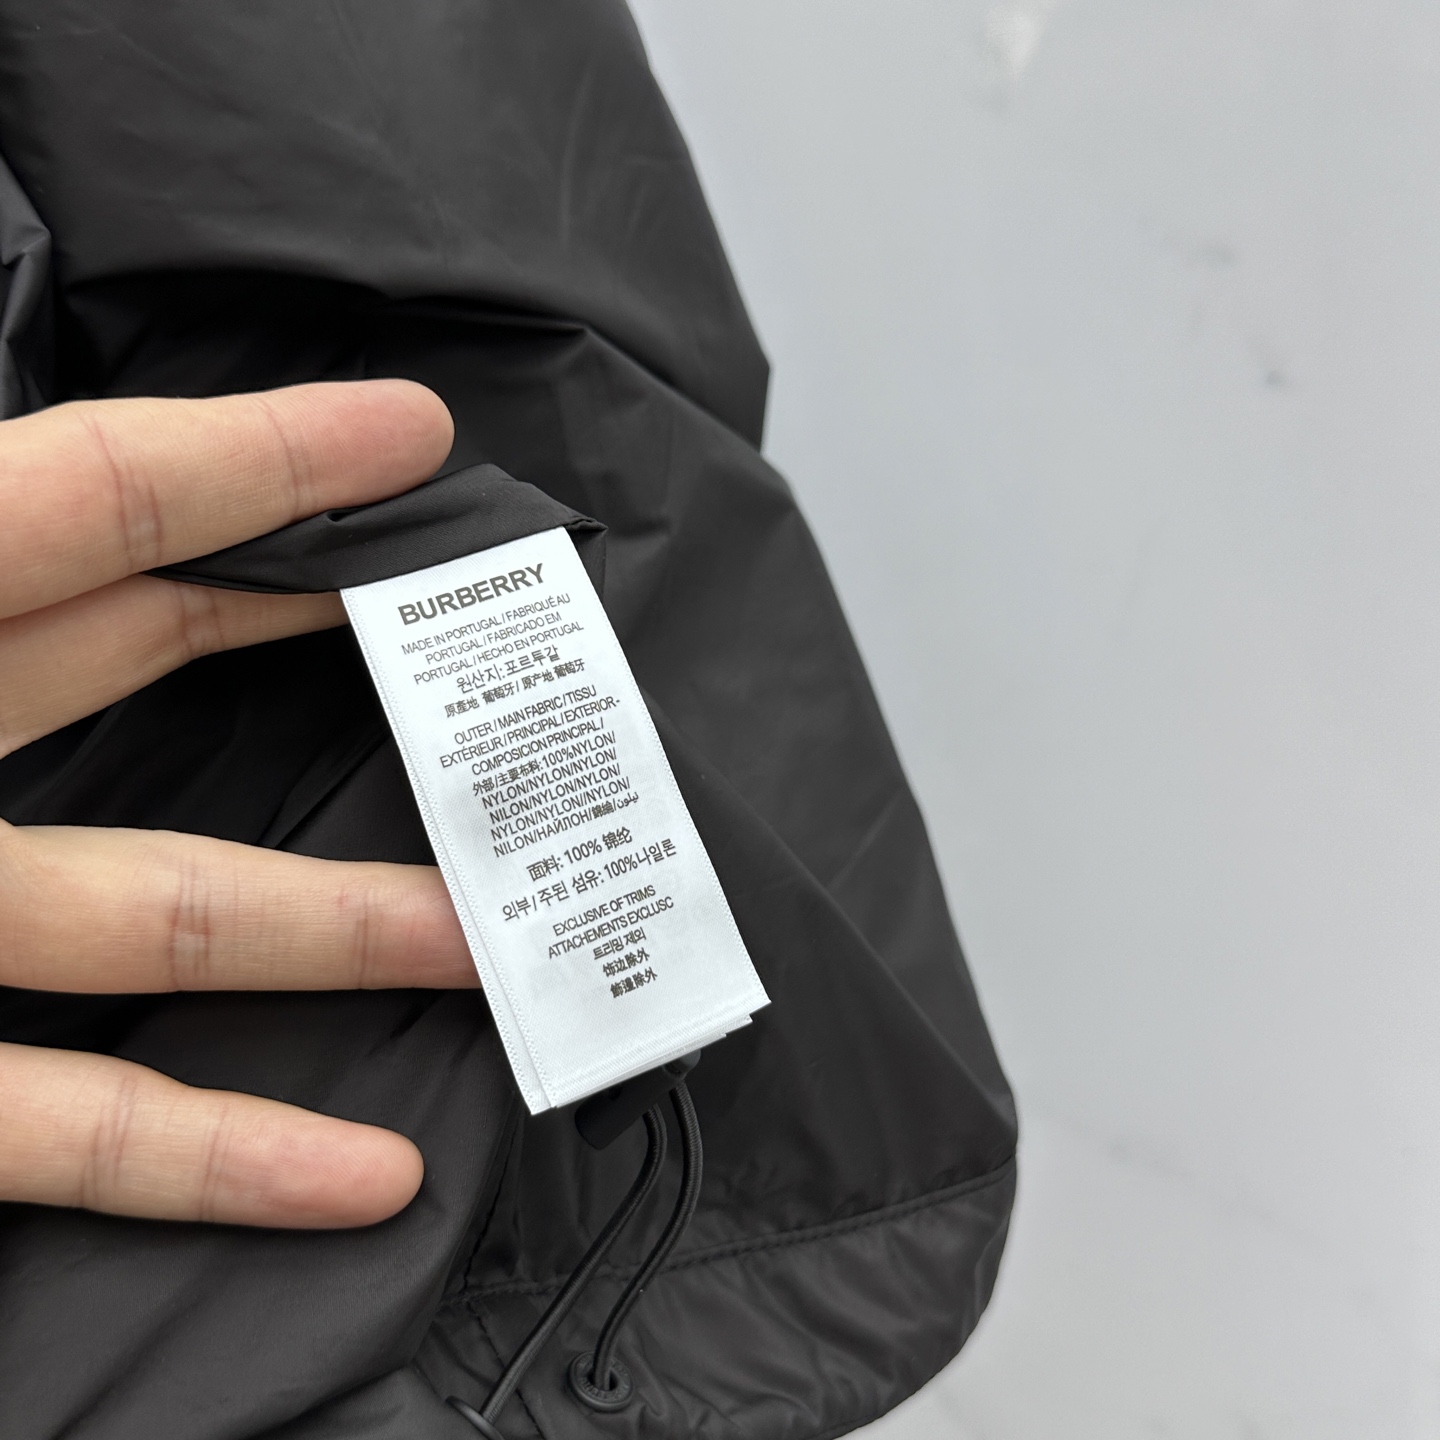 BURBERRY
MADE IN PORTUGAL / FABRIQUÉ AU
PORTUGAL / FABRICADO EM
PORTUGAL / HECHO EN PORTUGAL
원산지: 포르투갈
原產地 葡萄牙 / 原产地 葡萄牙
OUTER / MAIN FABRIC / TISSU
EXTÉRIEUR / PRINCIPAL / EXTERIOR-
COMPOSICION PRINCIPAL /
外部 / 主要布料: 100% NYLON/
NYLON/NYLON/NYLON/
NILON/NYLON/NYLON/
NYLON/NYLON//NYLON/
NILON/НАЙЛОН/錦綸/نيلون
面料: 100% 锦纶
외부 / 주된 섬유: 100% 나일론
EXCLUSIVE OF TRIMS
ATTACHEMENTS EXCLUSC
트리밍 제외
饰边除外
飾邊除外